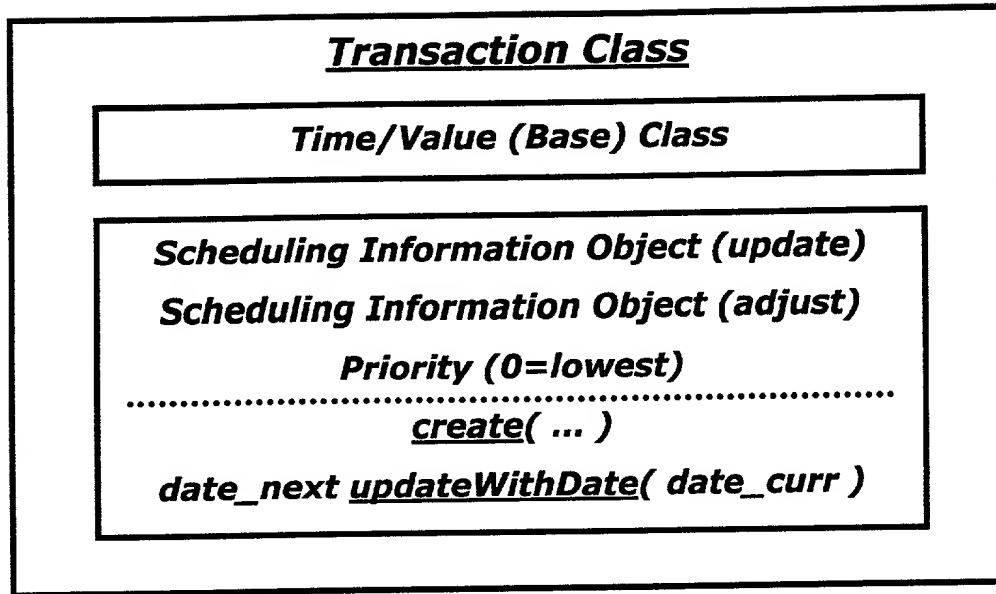 Transaction Class
Time/Value (Base) Class
Scheduling Information Object (update)
Scheduling Information Object (adjust)
Priority (0=lowest)
create( ... )
date_next updateWithDate( date_curr )